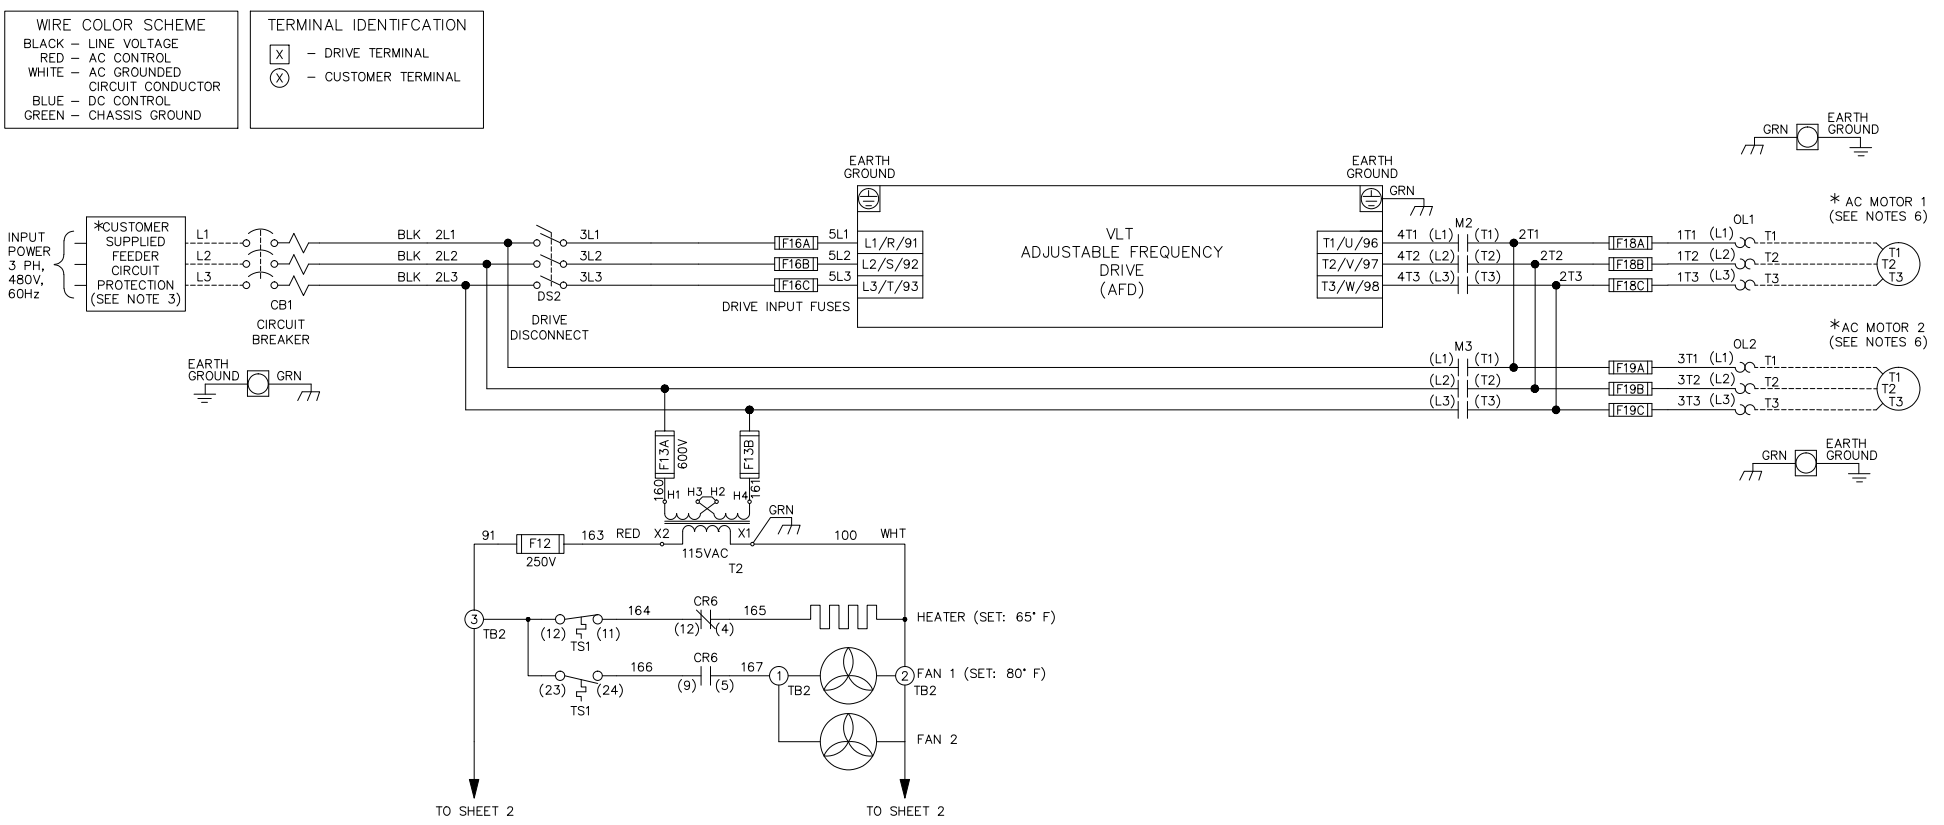 WIRE COLOR SCHEME
BLACK – LINE VOLTAGE
RED – AC CONTROL
WHITE – AC GROUNDED
CIRCUIT CONDUCTOR
BLUE – DC CONTROL
GREEN – CHASSIS GROUND
TERMINAL IDENTIFCATION
X – DRIVE TERMINAL
X – CUSTOMER TERMINAL
INPUT
POWER
3 PH,
480V,
60Hz
*CUSTOMER
SUPPLIED
FEEDER
CIRCUIT
PROTECTION
(SEE NOTE 3)
L1
L2
L3
CB1
CIRCUIT
BREAKER
BLK 2L1
BLK 2L2
BLK 2L3
DS2
DRIVE
DISCONNECT
3L1
3L2
3L3
F16A
F16B
F16C
DRIVE INPUT FUSES
5L1
5L2
5L3
EARTH
GROUND
L1/R/91
L2/S/92
L3/T/93
VLT
ADJUSTABLE FREQUENCY
DRIVE
(AFD)
EARTH
GROUND
GRN
T1/U/96
T2/V/97
T3/W/98
4T1 (L1)
4T2 (L2)
4T3 (L3)
M2
(T1)
(T2)
(T3)
2T1
2T2
2T3
F18A
F18B
F18C
1T1 (L1)
1T2 (L2)
1T3 (L3)
OL1
T1
T2
T3
* AC MOTOR 1
(SEE NOTES 6)
T1
T2
T3
GRN
EARTH
GROUND
M3
(L1) (T1)
(L2) (T2)
(L3) (T3)
F19A
F19B
F19C
3T1 (L1)
3T2 (L2)
3T3 (L3)
OL2
T1
T2
T3
*AC MOTOR 2
(SEE NOTES 6)
T1
T2
T3
GRN
EARTH
GROUND
EARTH
GROUND
GRN
F13A
600V
F13B
160
161
H1 H3 H2 H4
GRN
91
F12
250V
163 RED X2
115VAC
X1
T2
100 WHT
3
TB2
(12) (11)
TS1
164
CR6
(12) (4)
165
HEATER (SET: 65° F)
(23) (24)
TS1
166
CR6
(9) (5)
167
1
TB2
2
TB2
FAN 1 (SET: 80° F)
FAN 2
TO SHEET 2
TO SHEET 2